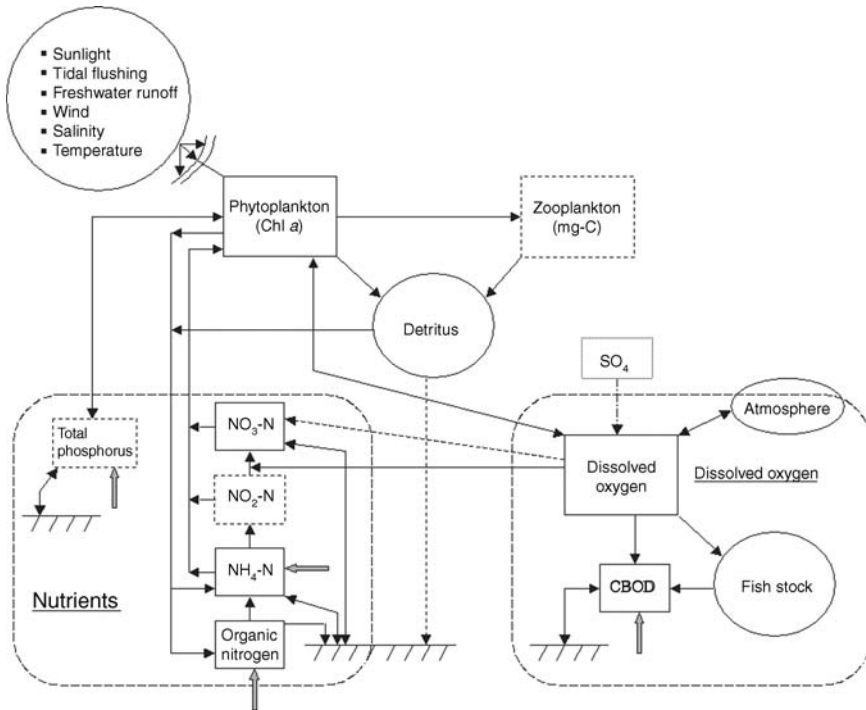 ▪ Sunlight
▪ Tidal flushing
▪ Freshwater runoff
▪ Wind
▪ Salinity
▪ Temperature
Phytoplankton
(Chl a)
Zooplankton
(mg-C)
Detritus
SO₄
Atmosphere
Total
phosphorus
NO₃-N
Dissolved
oxygen
Dissolved oxygen
NO₂-N
NH₄-N
CBOD
Fish stock
Nutrients
Organic
nitrogen